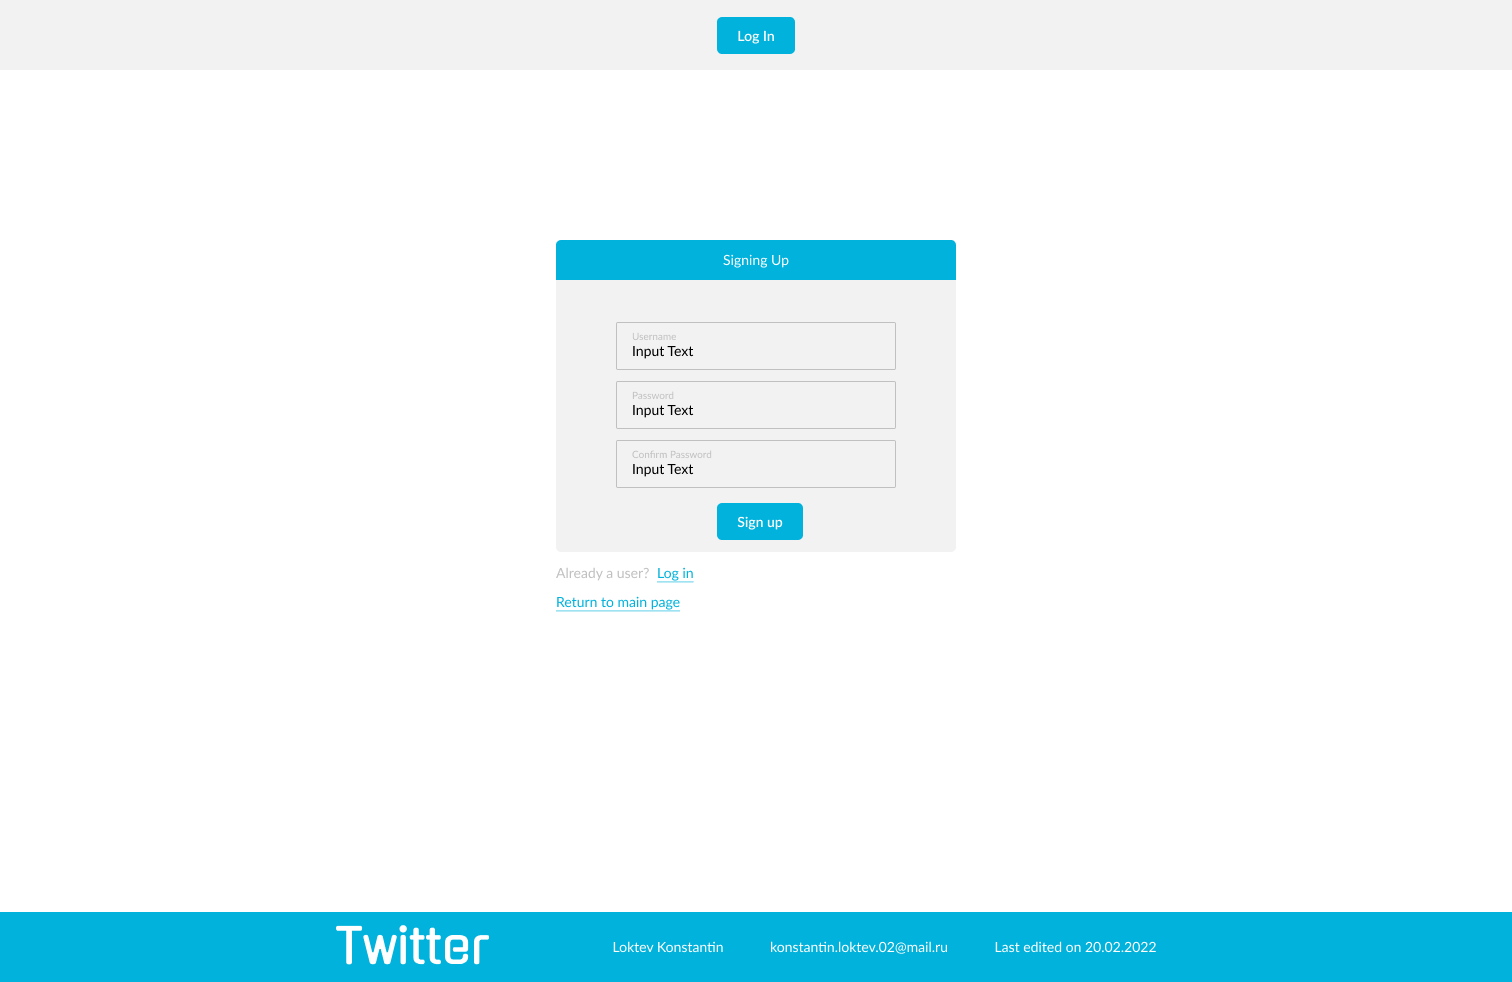 Log In
Signing Up
Username
Input Text
Password
Input Text
Confirm Password
Input Text
Sign up
Already a user? Log in
Return to main page
Twitter Loktev Konstantin konstantin.loktev.02@mail.ru Last edited on 20.02.2022